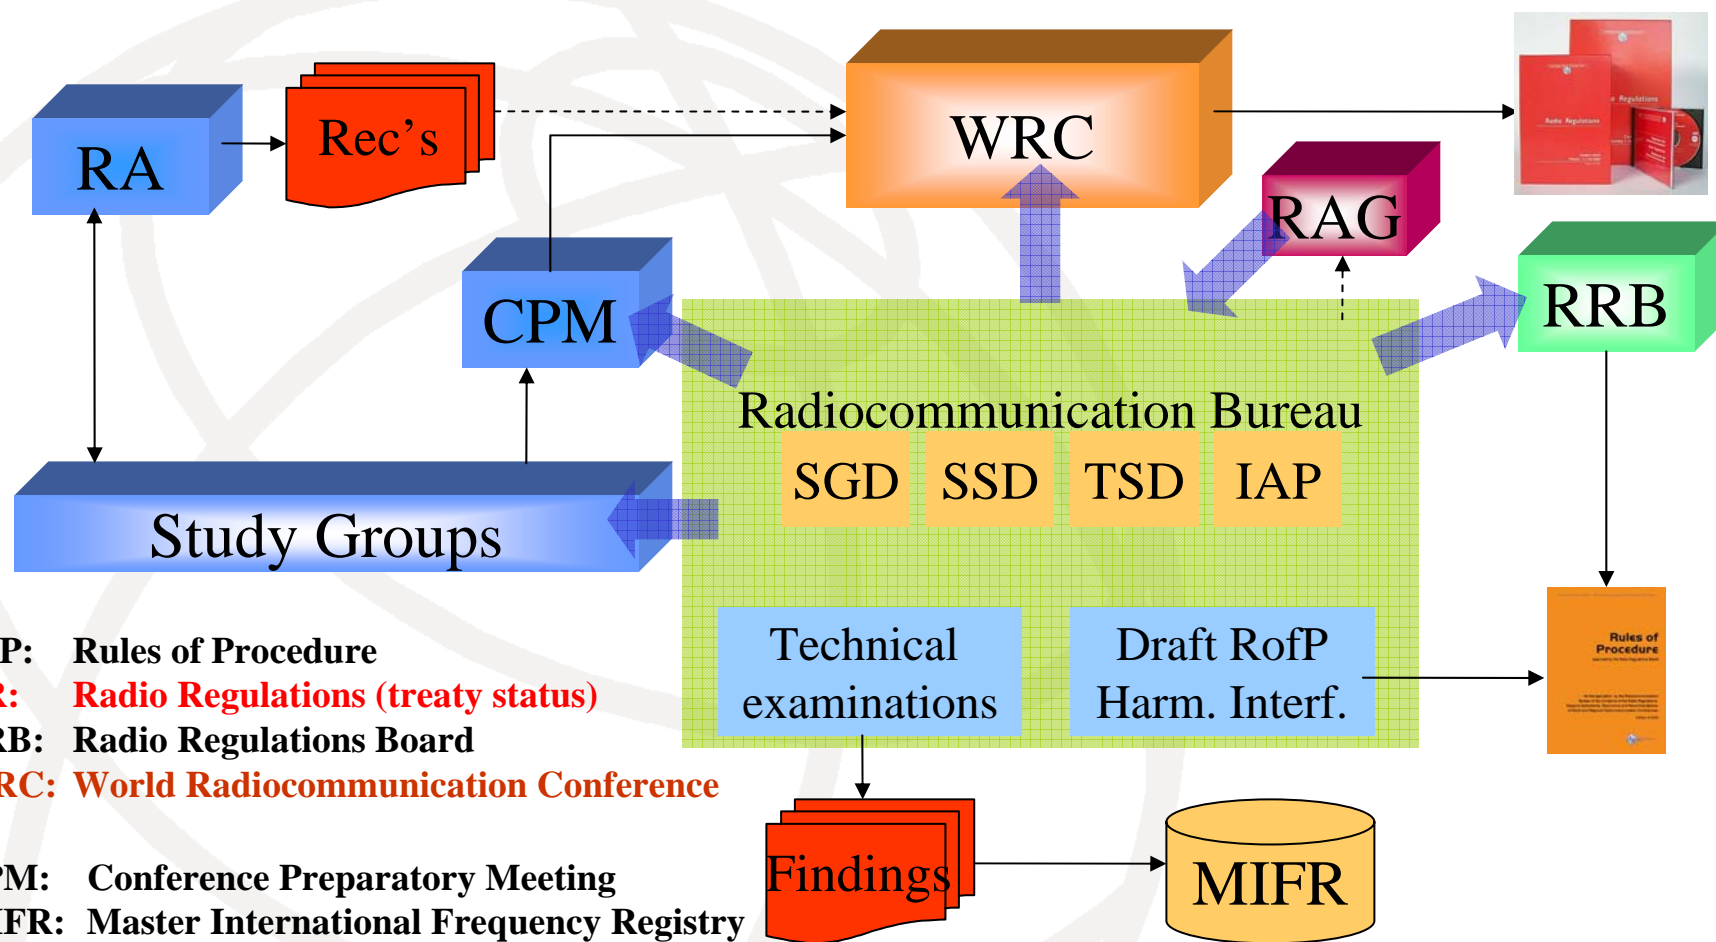 RA
Rec's
WRC
Radio Regulations
Radio Regulations
RAG
CPM
RRB
Radiocommunication Bureau
SGD SSD TSD IAP
Study Groups
Technical
examinations
Draft RofP
Harm. Interf.
Rules of
Procedure
P: Rules of Procedure
R: Radio Regulations (treaty status)
RB: Radio Regulations Board
RC: World Radiocommunication Conference
PM: Conference Preparatory Meeting
IFR: Master International Frequency Registry
Findings
MIFR